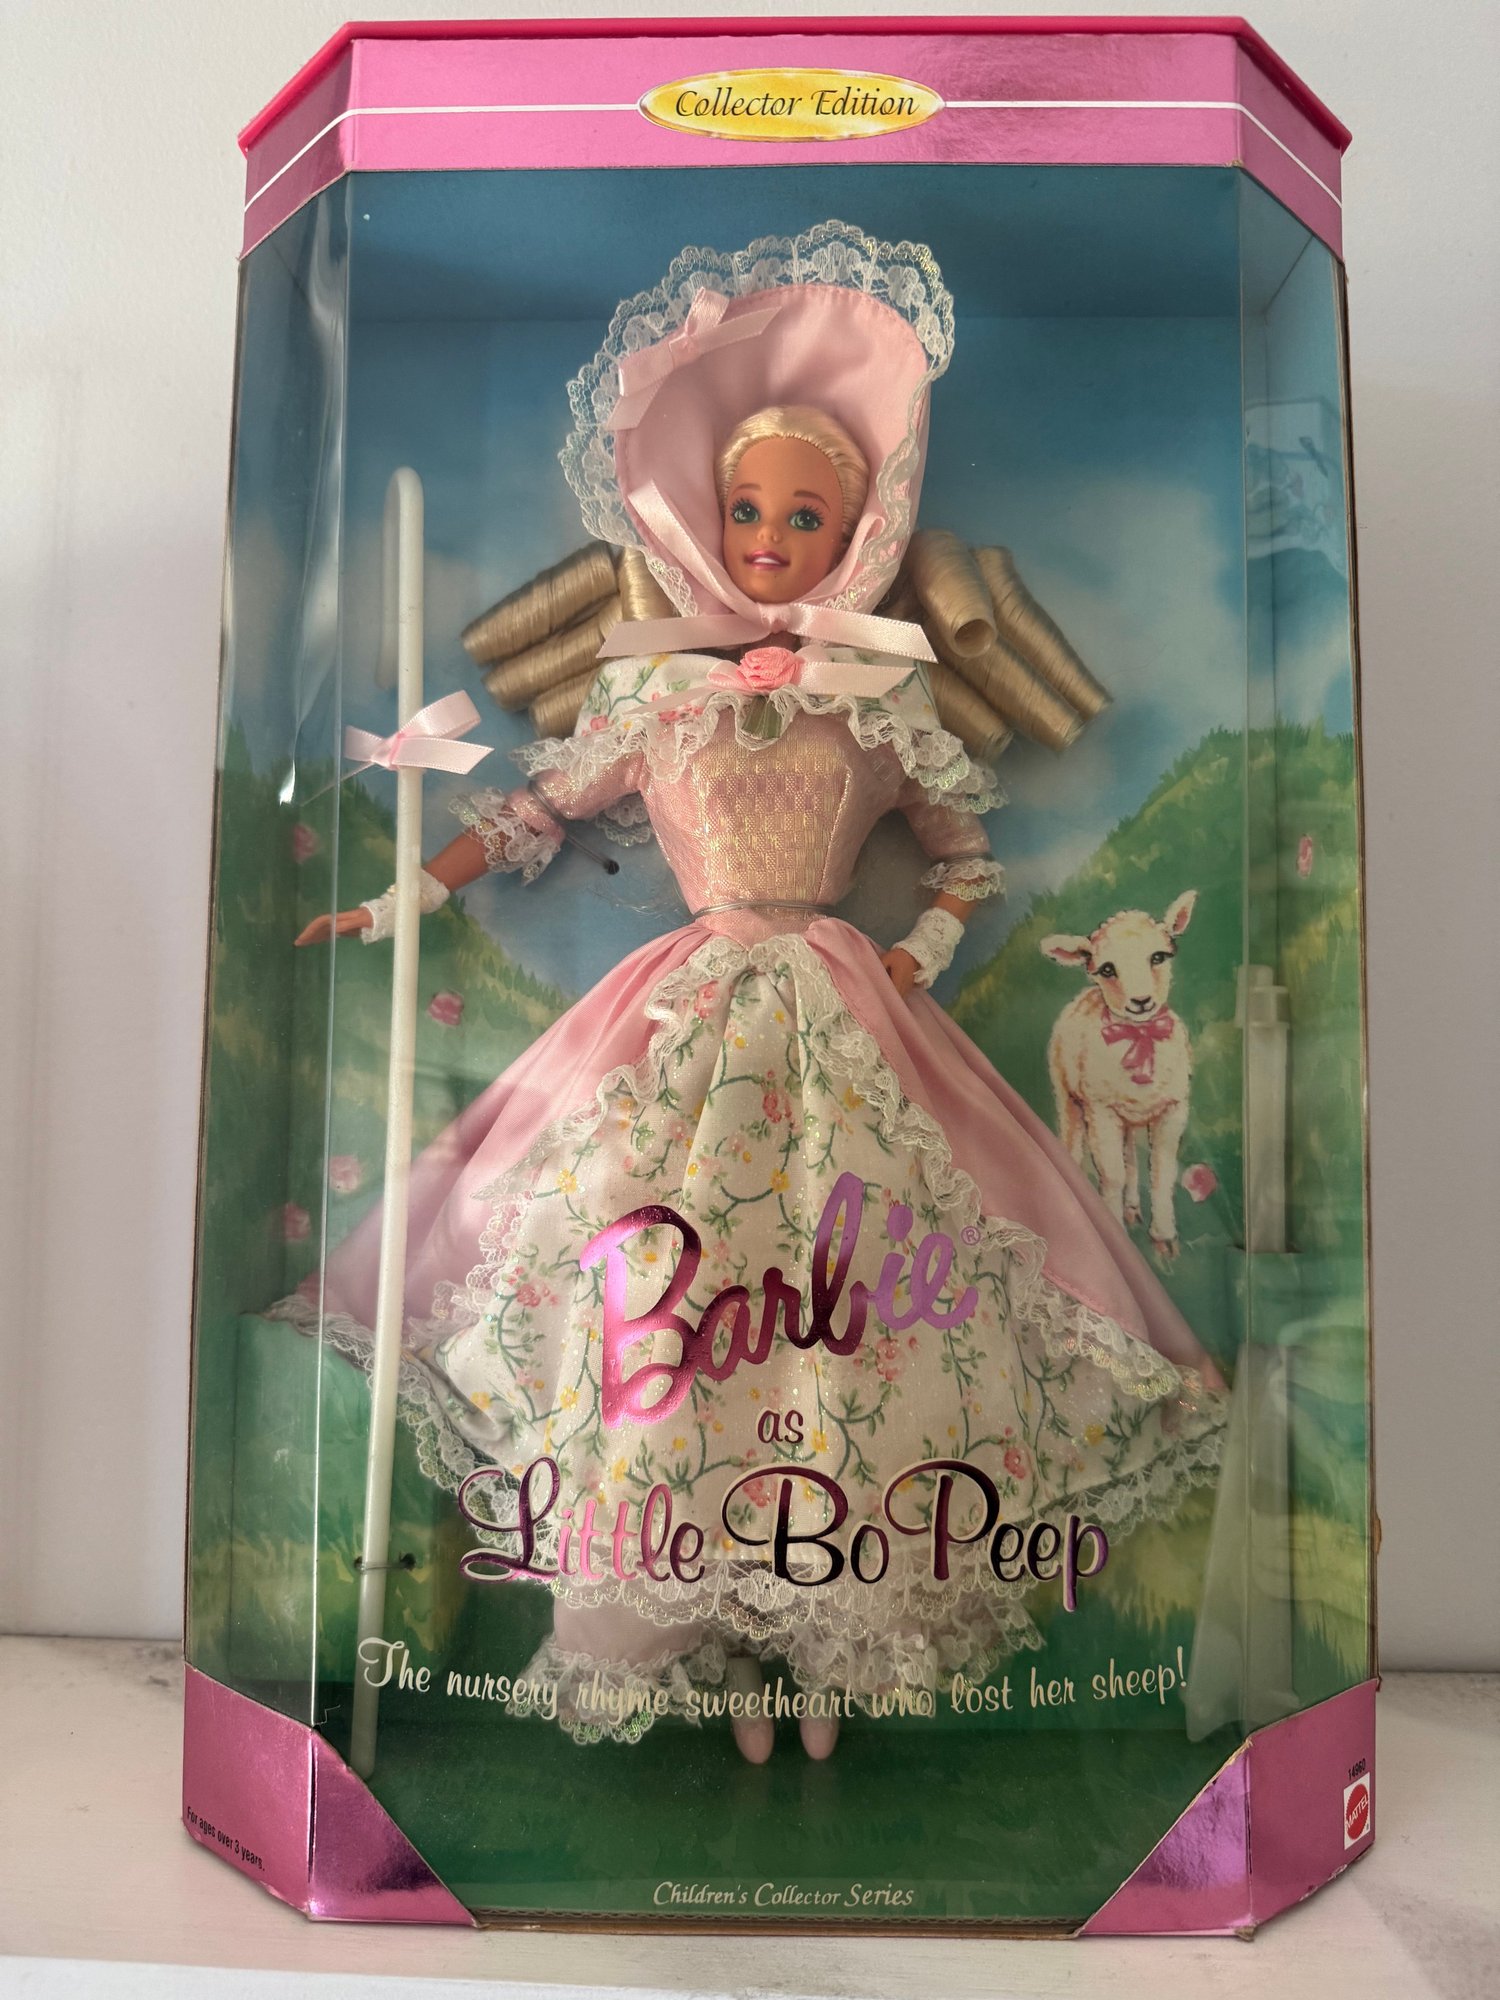 Collector Edition
Barbie®
as
Little Bo Peep
The nursery rhyme sweetheart who lost her sheep!
For ages over 3 years.
14960
MATTEL
Children's Collector Series